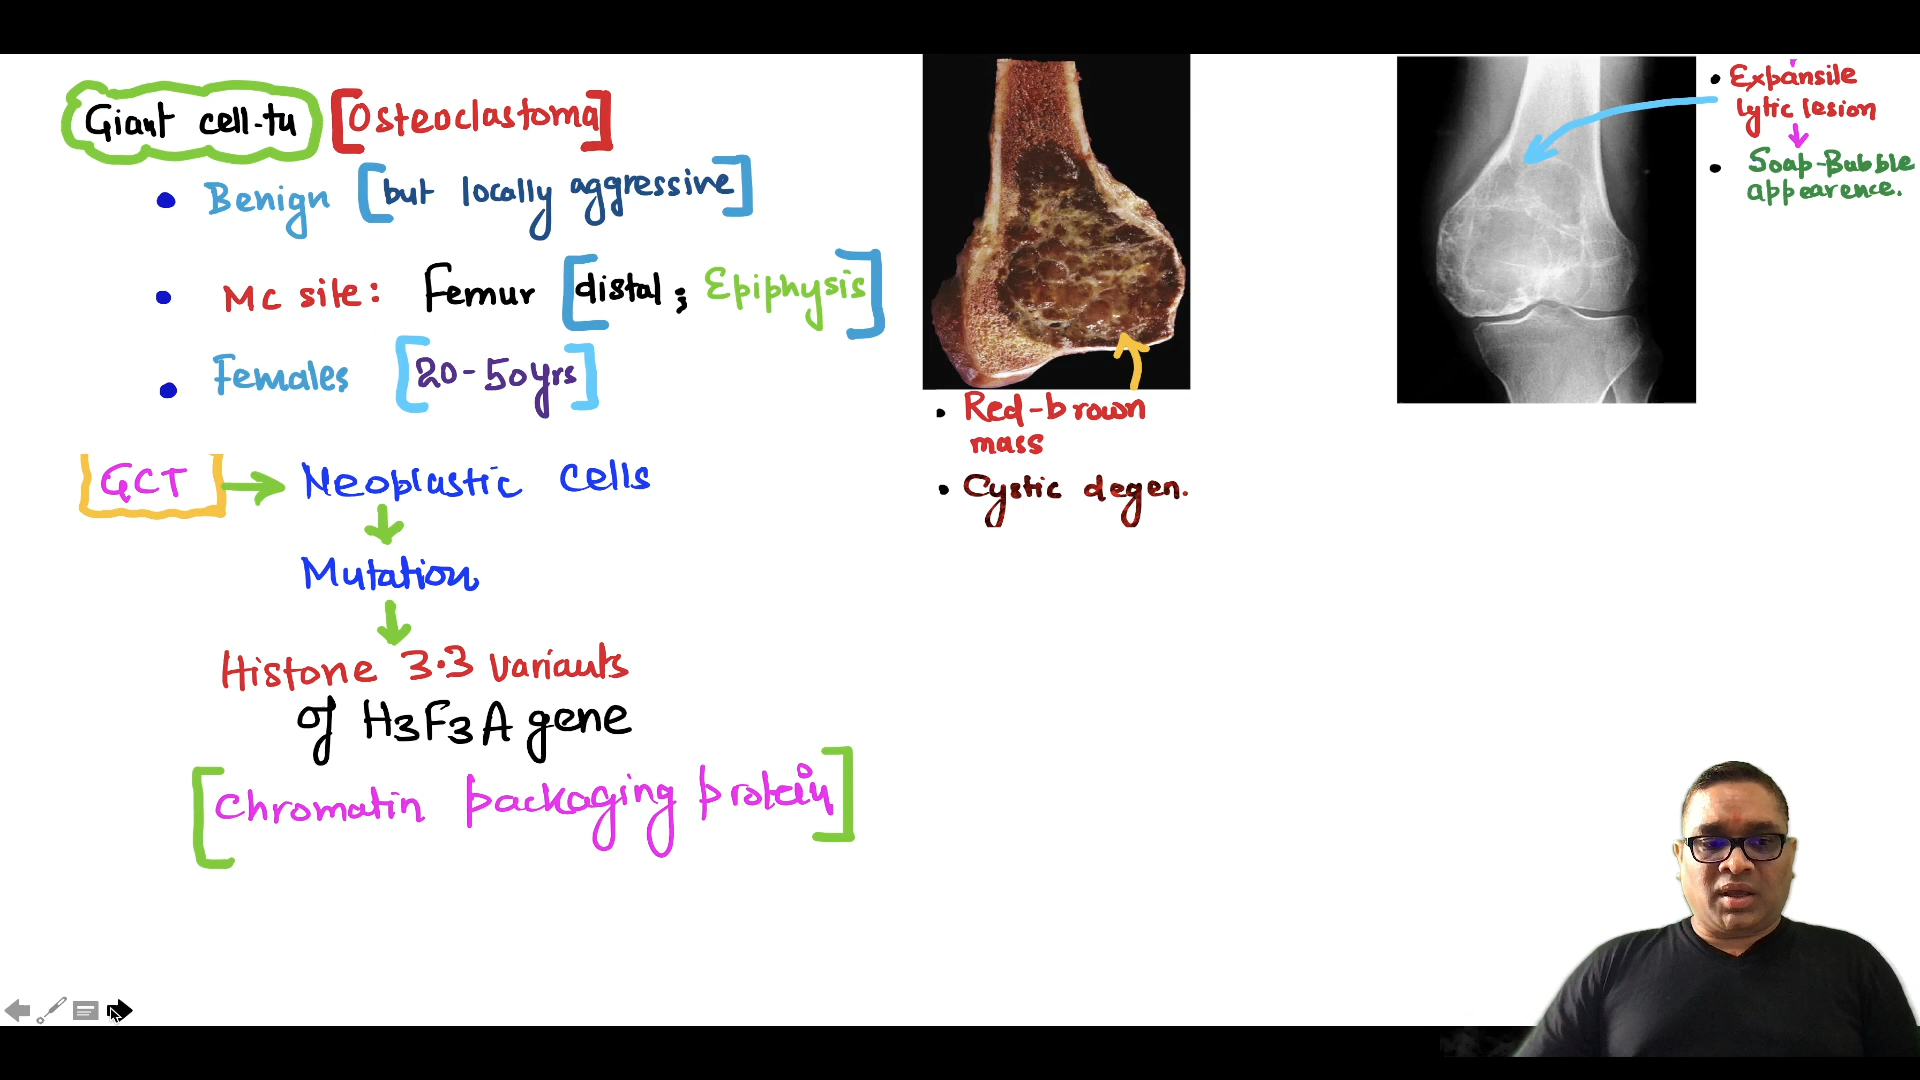 Giant cell-tu [Osteoclastoma]
• Benign [but locally aggressive]
• Mc site: Femur [distal; Epiphysis]
• Females [20-50yrs]
GCT → Neoplastic cells
Mutation
Histone 3.3 variants
of H3F3A gene
[Chromatin packaging protein]
• Red-brown
mass
• Cystic degen.
• Expansile
lytic lesion
• Soap-Bubble
appearence.